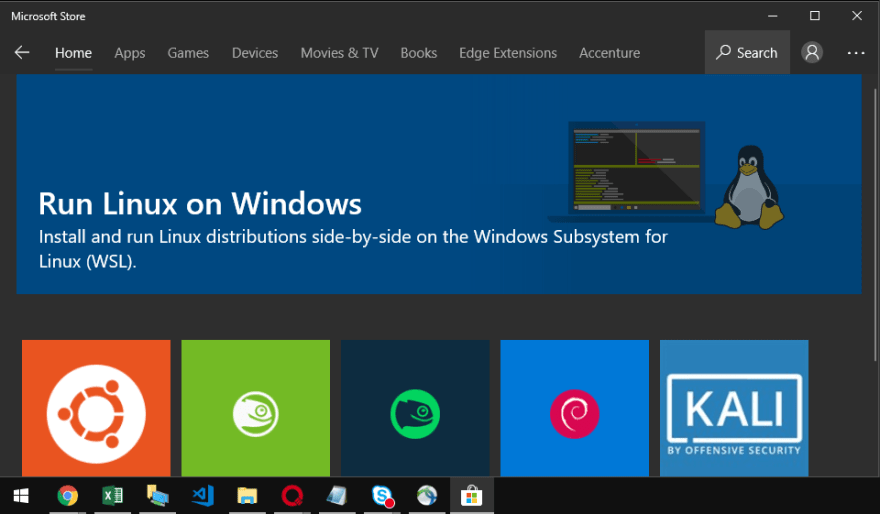 Microsoft Store
Home Apps Games Devices Movies & TV Books Edge Extensions Accenture Search
Run Linux on Windows
Install and run Linux distributions side-by-side on the Windows Subsystem for
Linux (WSL).
KALI
BY OFFENSIVE SECURITY